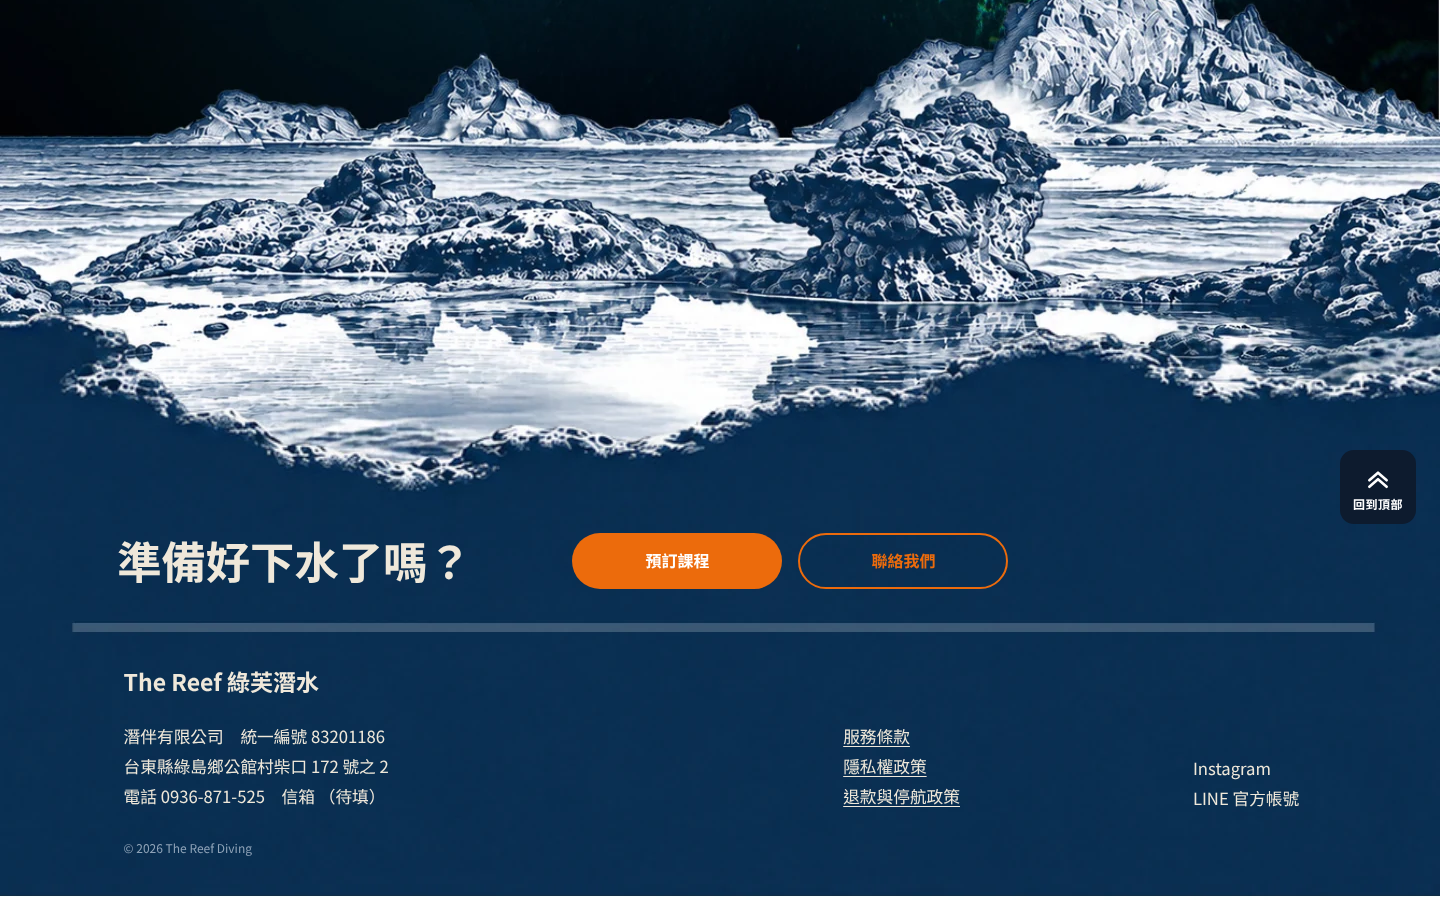 回到頂部
準備好下水了嗎？
預訂課程
聯絡我們
The Reef 綠芙潛水
潛伴有限公司　統一編號 83201186
台東縣綠島鄉公館村柴口 172 號之 2
電話 0936-871-525　信箱 （待填）
服務條款
隱私權政策
退款與停航政策
Instagram
LINE 官方帳號
© 2026 The Reef Diving